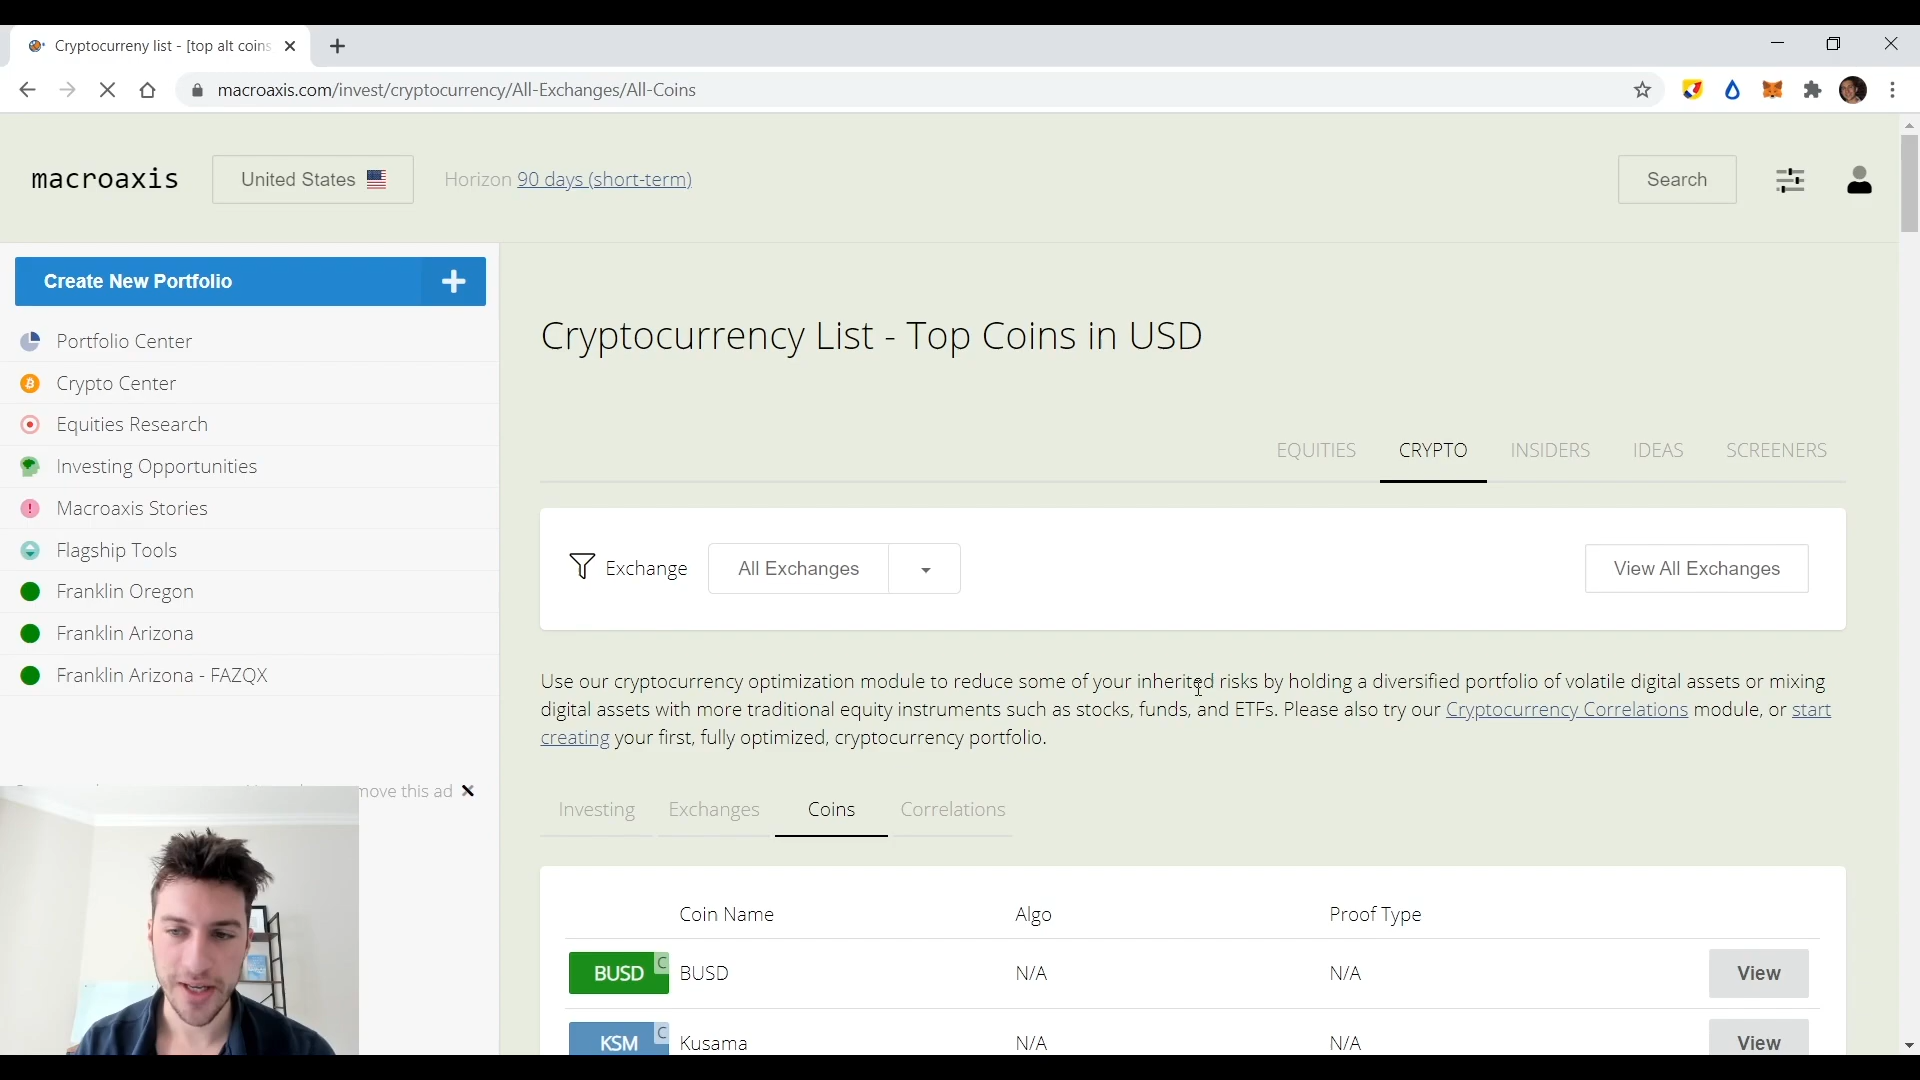 Cryptocurreny list - [top alt coins
macroaxis.com/invest/cryptocurrency/All-Exchanges/All-Coins
macroaxis
United States
Horizon 90 days (short-term)
Search
Create New Portfolio
Portfolio Center
Crypto Center
Equities Research
Investing Opportunities
Macroaxis Stories
Flagship Tools
Franklin Oregon
Franklin Arizona
Franklin Arizona - FAZQX
move this ad
Cryptocurrency List - Top Coins in USD
EQUITIES CRYPTO INSIDERS IDEAS SCREENERS
Exchange All Exchanges View All Exchanges
Use our cryptocurrency optimization module to reduce some of your inherited risks by holding a diversified portfolio of volatile digital assets or mixing
digital assets with more traditional equity instruments such as stocks, funds, and ETFs. Please also try our Cryptocurrency Correlations module, or start
creating your first, fully optimized, cryptocurrency portfolio.
Investing Exchanges Coins Correlations
Coin Name Algo Proof Type
BUSD C BUSD N/A N/A View
KSM C Kusama N/A N/A View